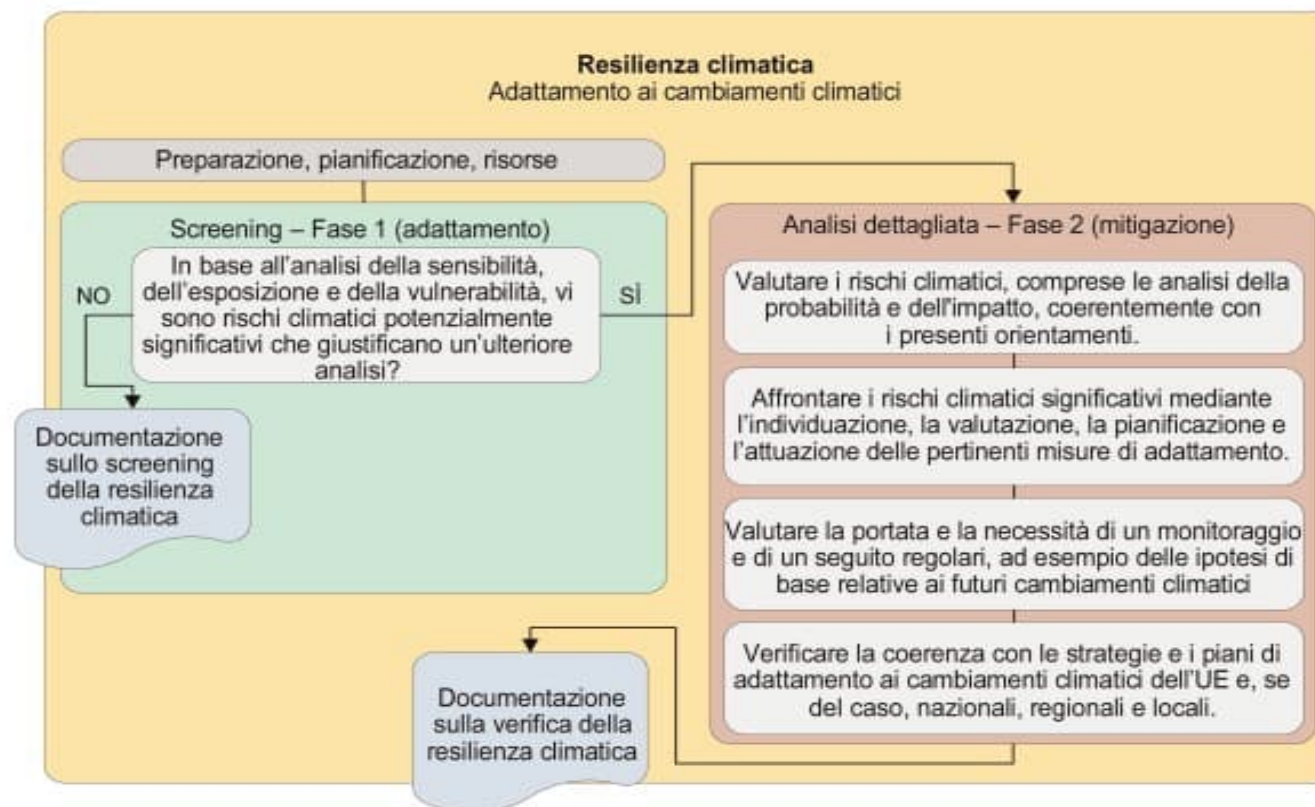 Resilienza climatica
Adattamento ai cambiamenti climatici
Preparazione, pianificazione, risorse
Screening – Fase 1 (adattamento)
In base all'analisi della sensibilità,
dell'esposizione e della vulnerabilità, vi
sono rischi climatici potenzialmente
significativi che giustificano un'ulteriore
analisi?
NO
SÌ
Documentazione
sullo screening
della resilienza
climatica
Analisi dettagliata – Fase 2 (mitigazione)
Valutare i rischi climatici, comprese le analisi della
probabilità e dell'impatto, coerentemente con
i presenti orientamenti.
Affrontare i rischi climatici significativi mediante
l'individuazione, la valutazione, la pianificazione e
l'attuazione delle pertinenti misure di adattamento.
Valutare la portata e la necessità di un monitoraggio
e di un seguito regolari, ad esempio delle ipotesi di
base relative ai futuri cambiamenti climatici
Verificare la coerenza con le strategie e i piani di
adattamento ai cambiamenti climatici dell'UE e, se
del caso, nazionali, regionali e locali.
Documentazione
sulla verifica della
resilienza climatica